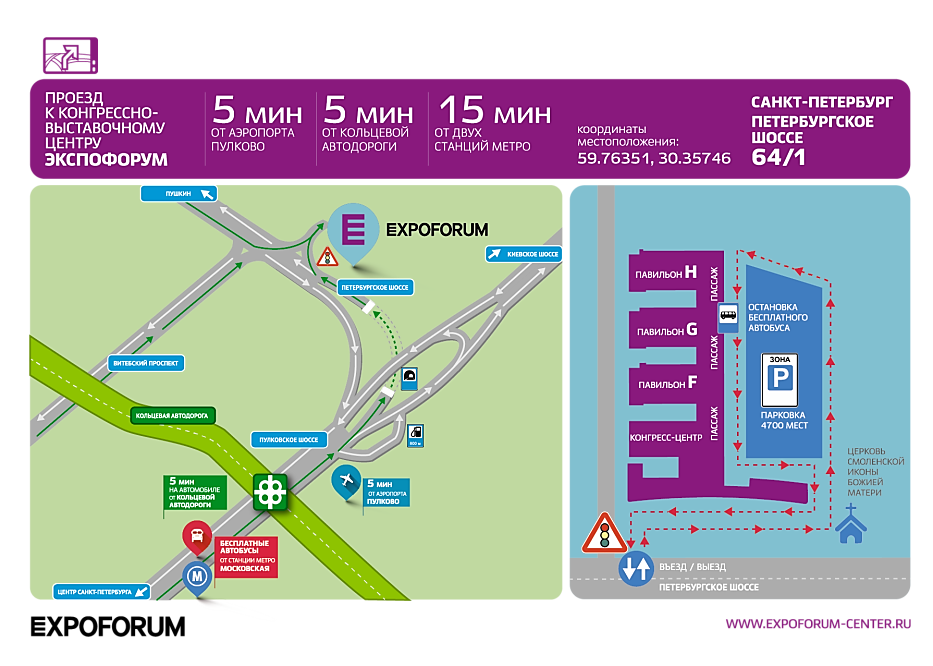 ПРОЕЗД
К КОНГРЕССНО-
ВЫСТАВОЧНОМУ
ЦЕНТРУ
ЭКСПОФОРУМ
5 мин
ОТ АЭРОПОРТА
ПУЛКОВО
5 мин
ОТ КОЛЬЦЕВОЙ
АВТОДОРОГИ
15 мин
ОТ ДВУХ
СТАНЦИЙ МЕТРО
координаты
местоположения:
59.76351, 30.35746
САНКТ-ПЕТЕРБУРГ
ПЕТЕРБУРГСКОЕ
ШОССЕ
64/1
ПУШКИН
E
EXPOFORUM
КИЕВСКОЕ ШОССЕ
ПЕТЕРБУРГСКОЕ ШОССЕ
ВИТЕБСКИЙ ПРОСПЕКТ
КОЛЬЦЕВАЯ АВТОДОРОГА
ПУЛКОВСКОЕ ШОССЕ
800 м
5 мин
НА АВТОМОБИЛЕ
ОТ КОЛЬЦЕВОЙ
АВТОДОРОГИ
5 мин
ОТ АЭРОПОРТА
ПУЛКОВО
БЕСПЛАТНЫЕ
АВТОБУСЫ
ОТ СТАНЦИИ МЕТРО
МОСКОВСКАЯ
М
ЦЕНТР САНКТ-ПЕТЕРБУРГА
ПАВИЛЬОН H
ПАССАЖ
ПАВИЛЬОН G
ПАССАЖ
ПАВИЛЬОН F
ПАССАЖ
КОНГРЕСС-ЦЕНТР
ОСТАНОВКА
БЕСПЛАТНОГО
АВТОБУСА
ЗОНА
P
ПАРКОВКА
4700 МЕСТ
ЦЕРКОВЬ
СМОЛЕНСКОЙ
ИКОНЫ
БОЖИЕЙ
МАТЕРИ
ВЪЕЗД / ВЫЕЗД
ПЕТЕРБУРГСКОЕ ШОССЕ
EXPOFORUM
WWW.EXPOFORUM-CENTER.RU